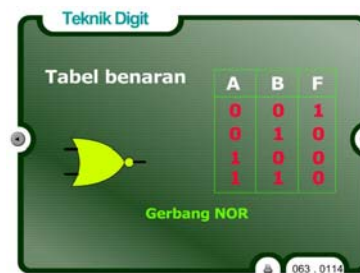 Teknik Digit
Tabel benaran
A B F
0 0 1
0 1 0
1 0 0
1 1 0
Gerbang NOR
063 . 0114